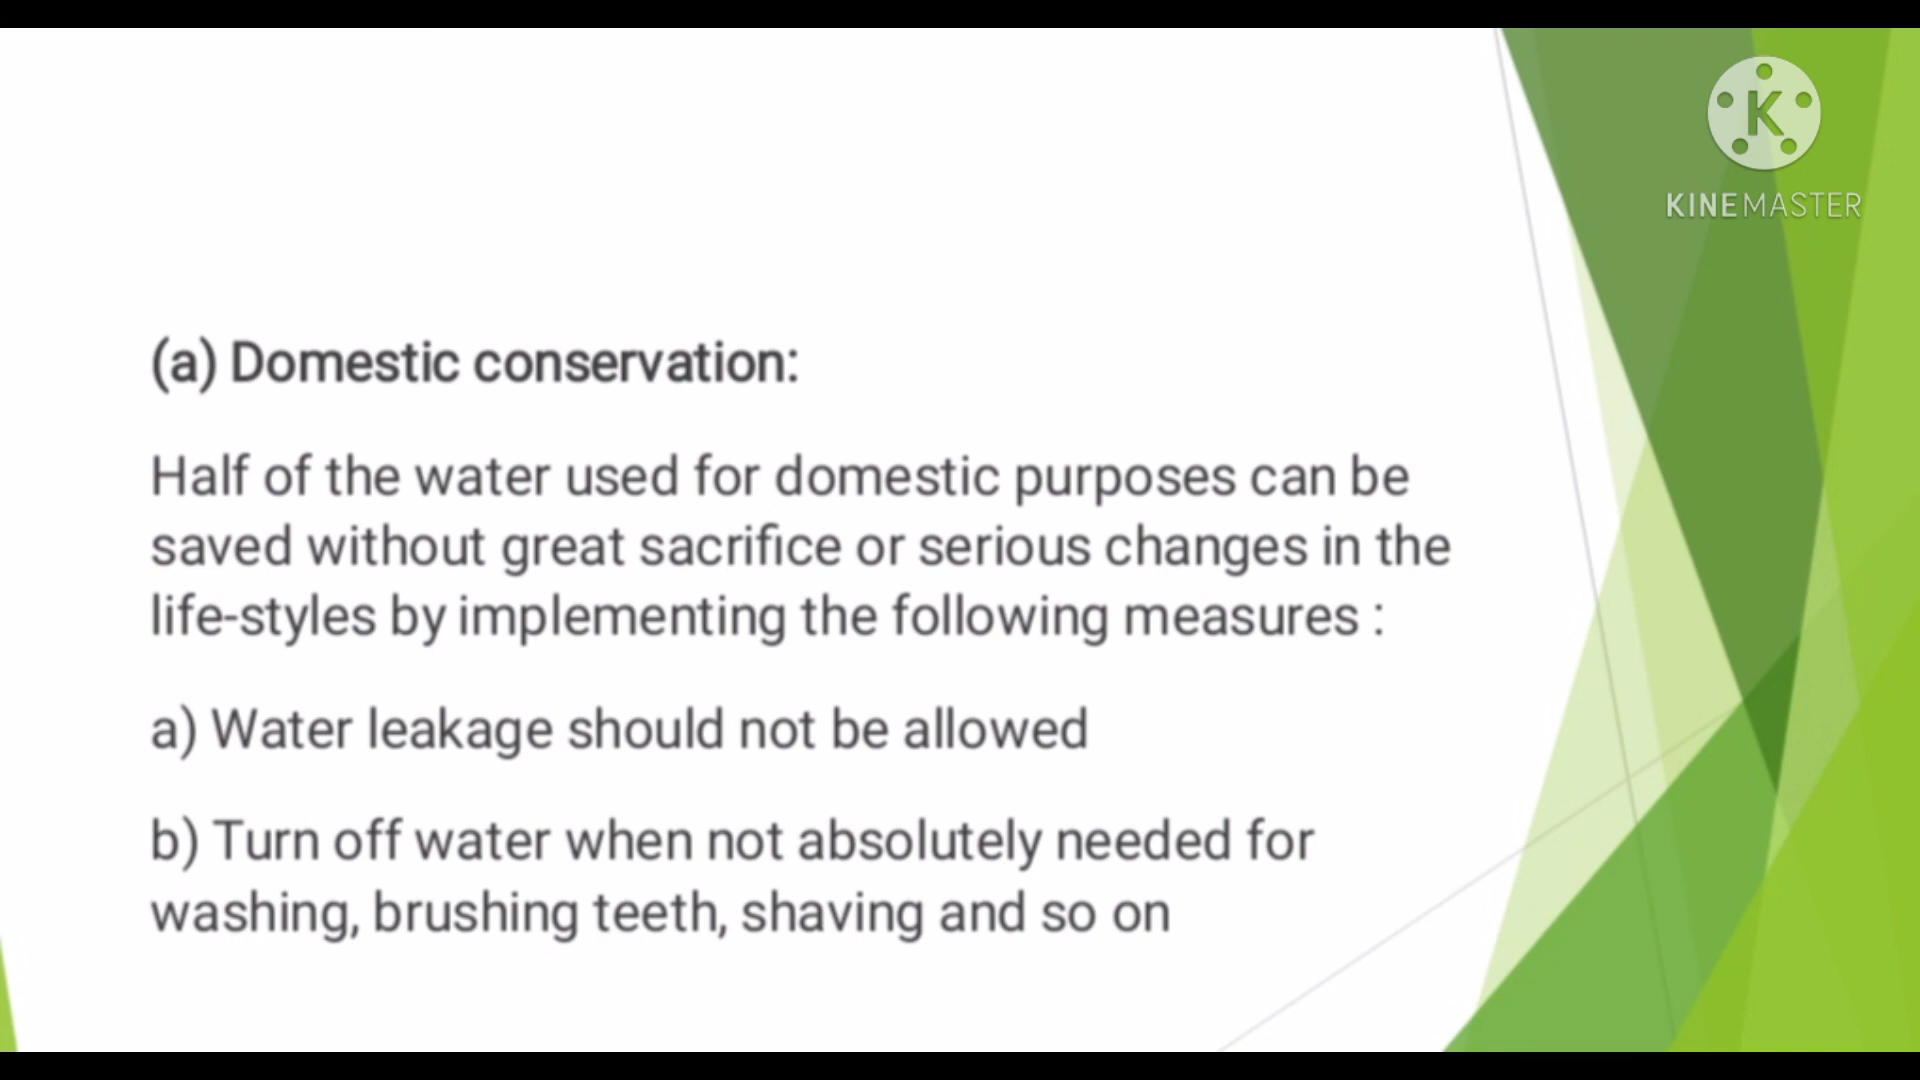 K
KINEMASTER
(a) Domestic conservation:
Half of the water used for domestic purposes can be
saved without great sacrifice or serious changes in the
life-styles by implementing the following measures :
a) Water leakage should not be allowed
b) Turn off water when not absolutely needed for
washing, brushing teeth, shaving and so on